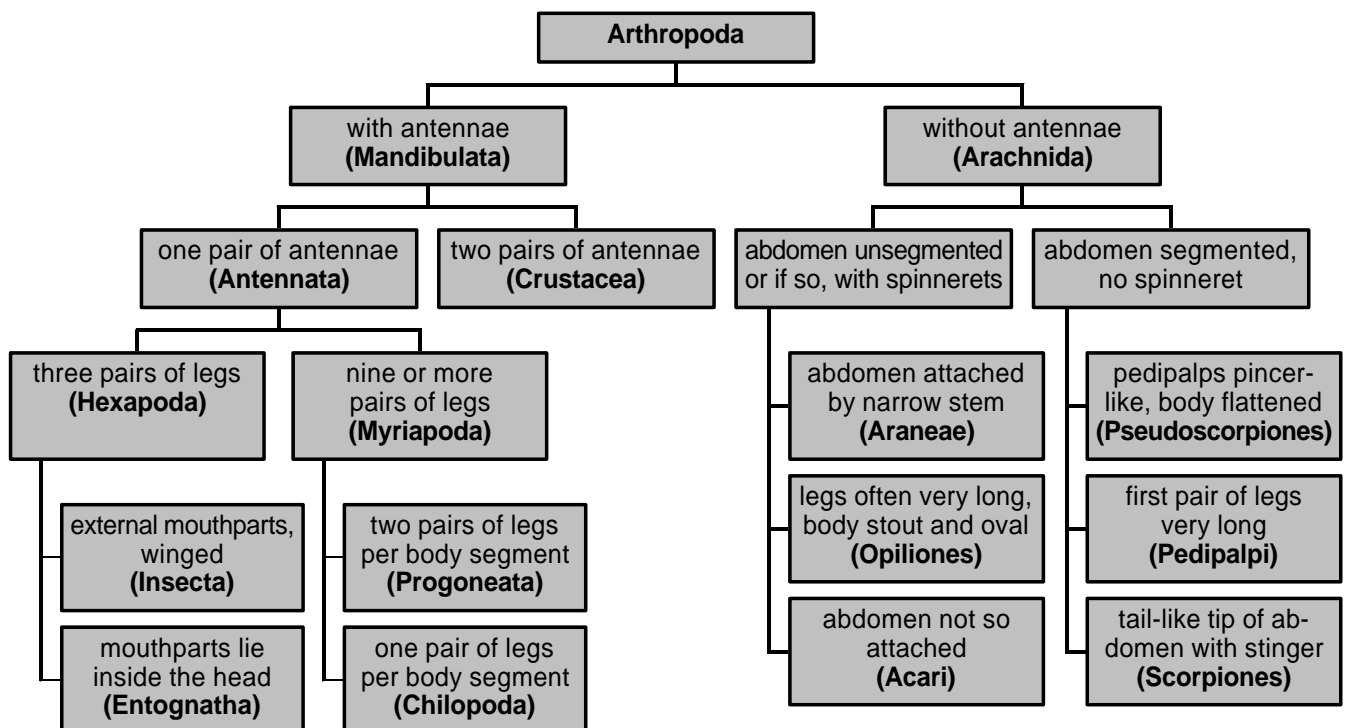 Arthropoda
with antennae
(Mandibulata)
without antennae
(Arachnida)
one pair of antennae
(Antennata)
two pairs of antennae
(Crustacea)
abdomen unsegmented
or if so, with spinnerets
abdomen segmented,
no spinneret
three pairs of legs
(Hexapoda)
nine or more
pairs of legs
(Myriapoda)
abdomen attached
by narrow stem
(Araneae)
pedipalps pincer-
like, body flattened
(Pseudoscorpiones)
external mouthparts,
winged
(Insecta)
two pairs of legs
per body segment
(Progoneata)
legs often very long,
body stout and oval
(Opiliones)
first pair of legs
very long
(Pedipalpi)
mouthparts lie
inside the head
(Entognatha)
one pair of legs
per body segment
(Chilopoda)
abdomen not so
attached
(Acari)
tail-like tip of ab-
domen with stinger
(Scorpiones)